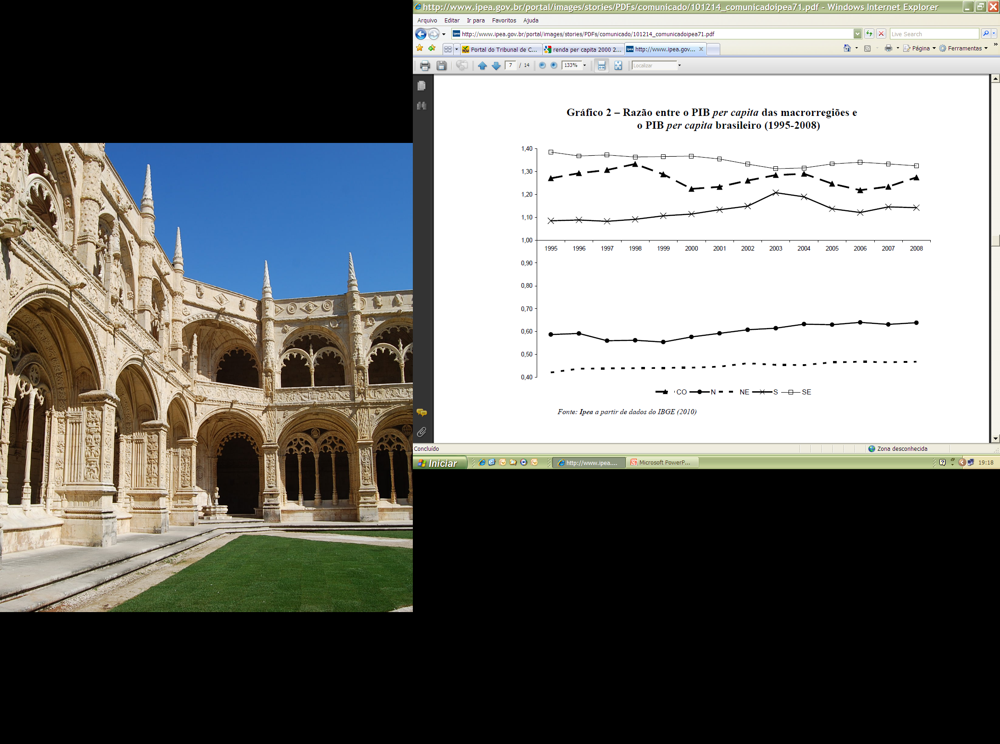 http://www.ipea.gov.br/portal/images/stories/PDFs/comunicado/101214_comunicadoipea71.pdf - Windows Internet Explorer
Arquivo Editar Ir para Favoritos Ajuda
ipea http://www.ipea.gov.br/portal/images/stories/PDFs/comunicado/101214_comunicadoipea71.pdf Live Search
TCU Portal do Tribunal de C... renda per capita 2000 2... ipea http://www.ipea.gov... Página Ferramentas
7 / 14 133% Localizar
Gráfico 2 – Razão entre o PIB per capita das macrorregiões e
o PIB per capita brasileiro (1995-2008)
1,40
1,30
1,20
1,10
1,00
1995 1996 1997 1998 1999 2000 2001 2002 2003 2004 2005 2006 2007 2008
0,90
0,80
0,70
0,60
0,50
0,40
CO N NE S SE
Fonte: Ipea a partir de dados do IBGE (2010)
Concluído Zona desconhecida
Iniciar http://www.ipea.... Microsoft PowerP... 19:18